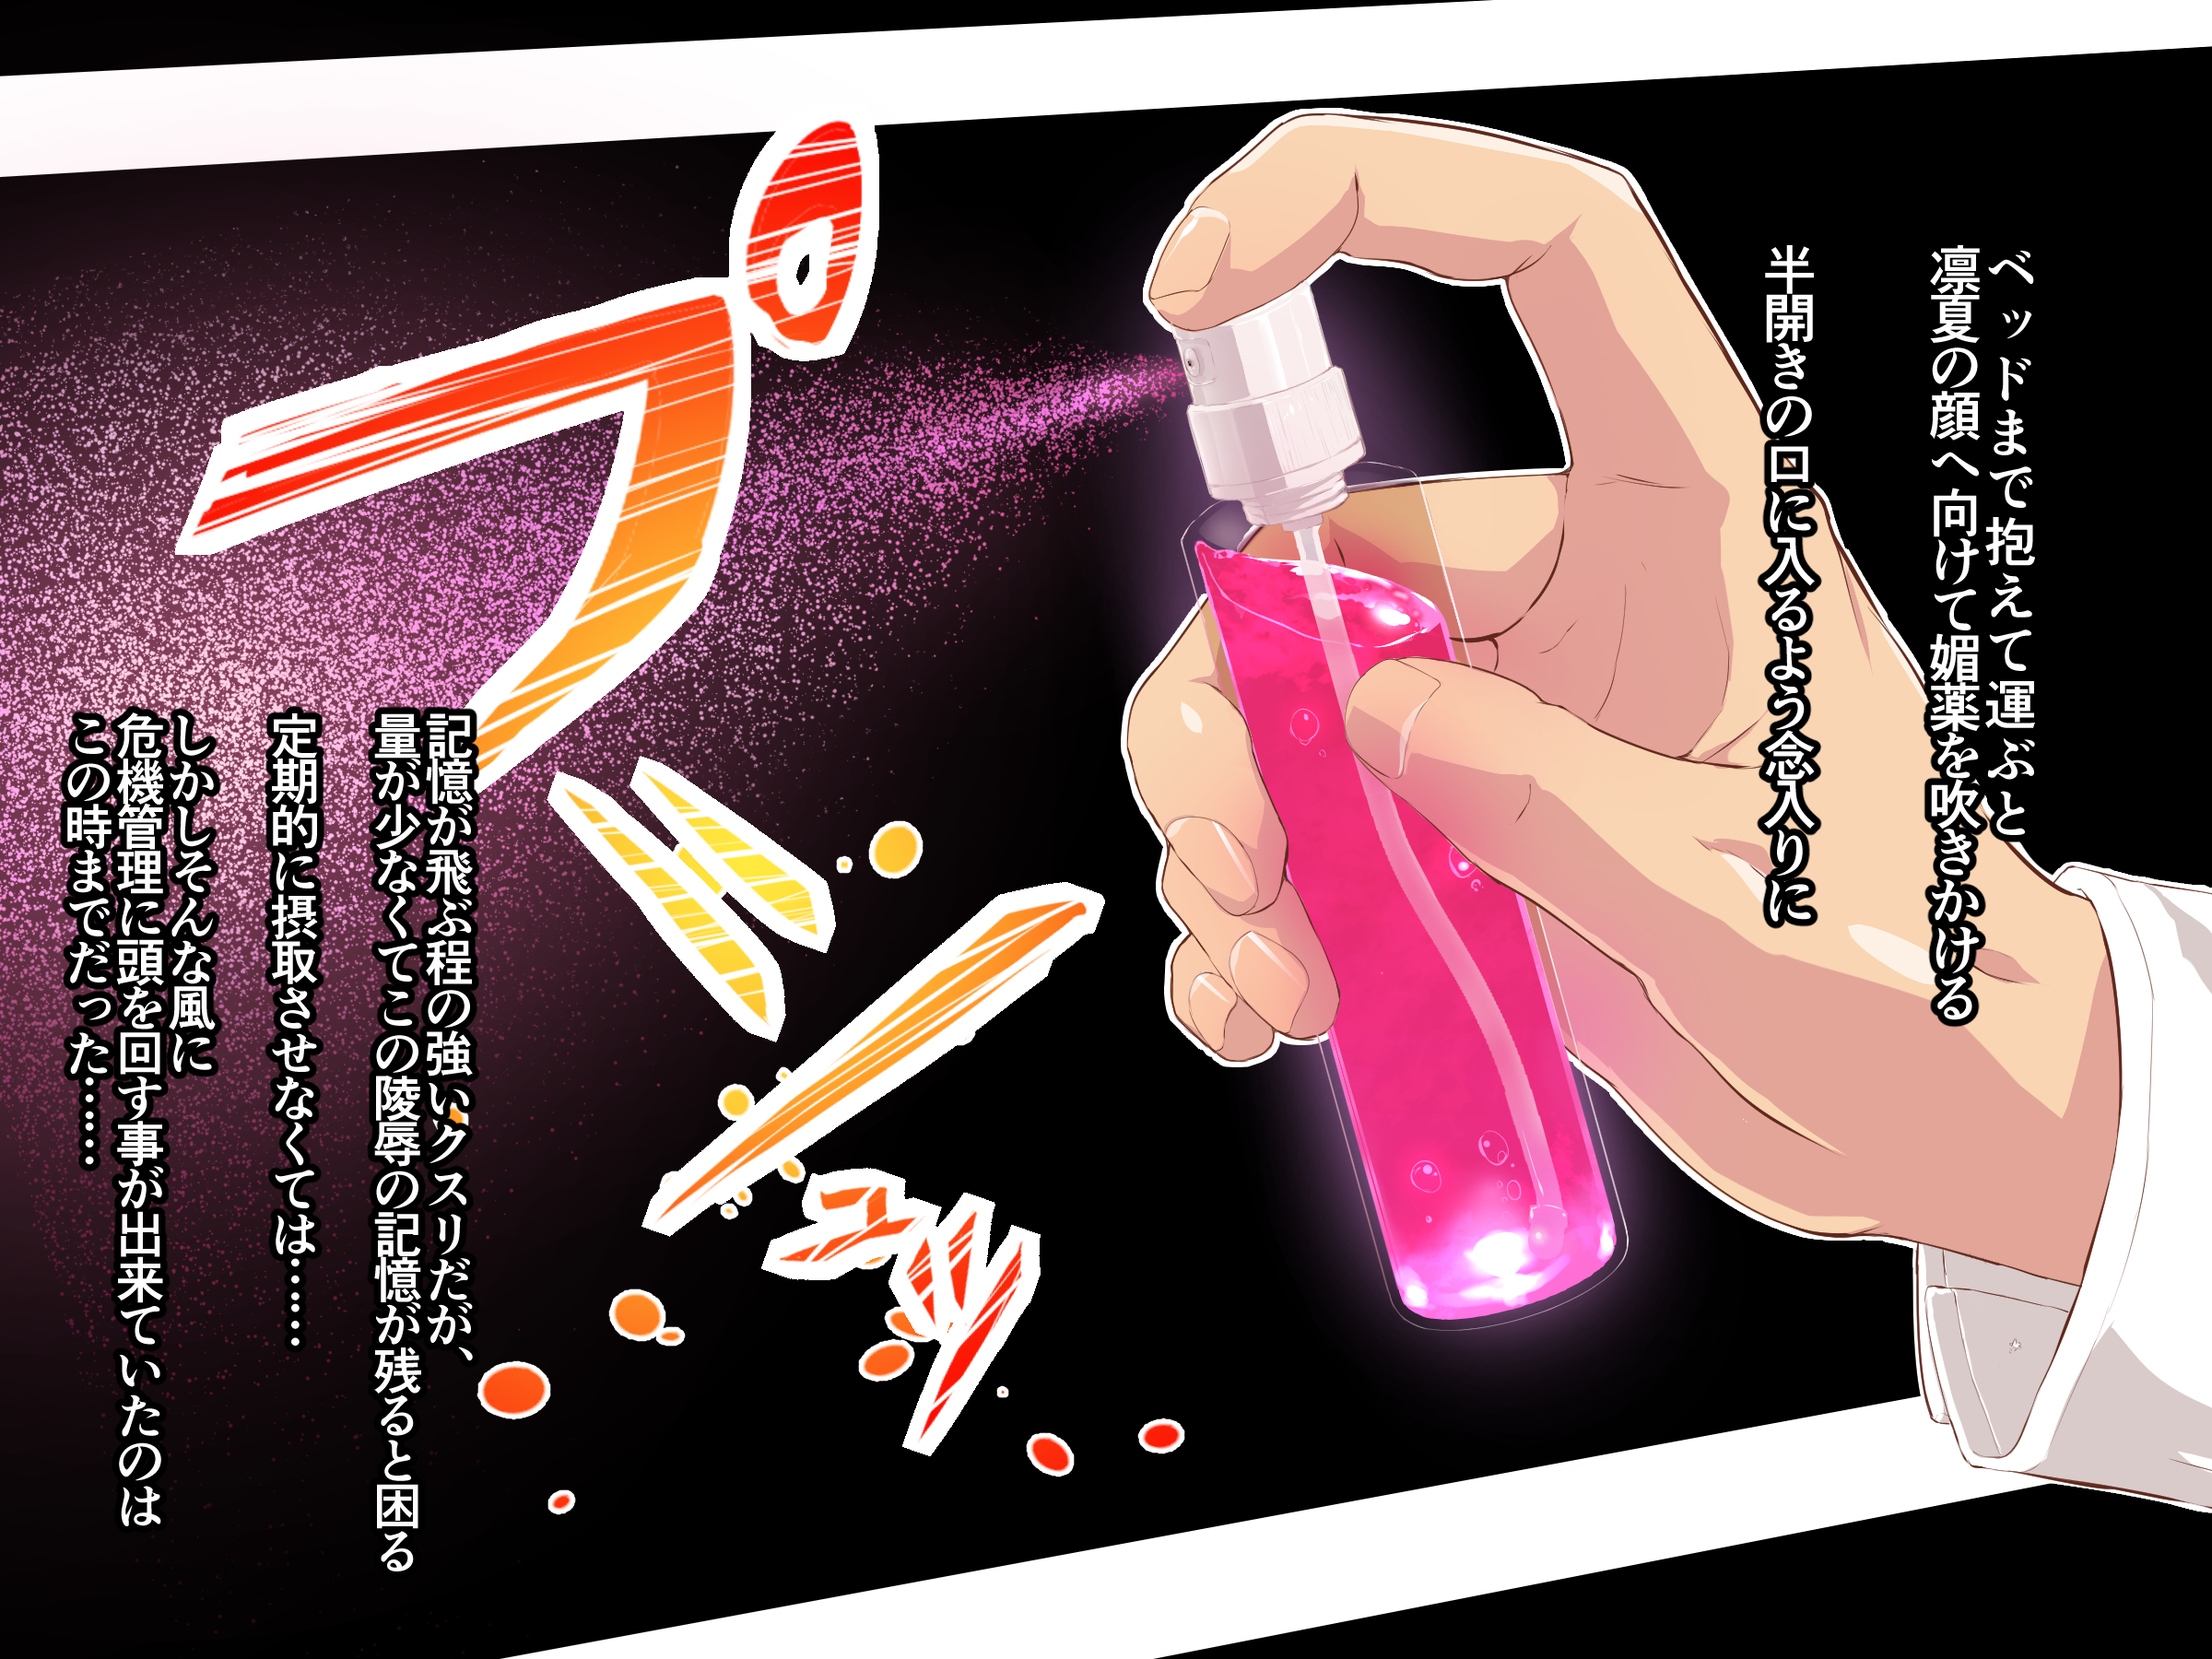 ベッドまで抱えて運ぶと
凛夏の顔へ向けて媚薬を吹きかける
半開きの口に入るよう念入りに
プシュッ
記憶が飛ぶ程の強いクスリだが、
量が少なくてこの陵辱の記憶が残ると困る
定期的に摂取させなくては……
しかしそんな風に
危機管理に頭を回す事が出来ていたのは
この時までだった……